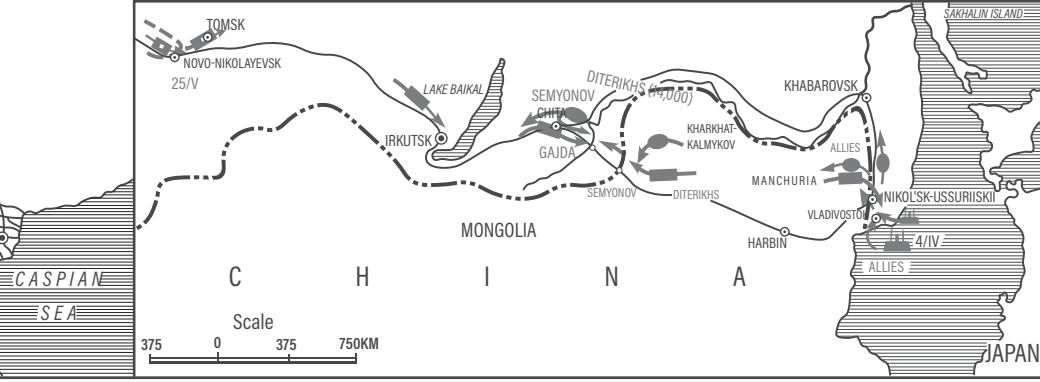 TOMSK
NOVO-NIKOLAYEVSK
25/V
LAKE BAIKAL
IRKUTSK
SEMYONOV
CHITA
GAJDA
DITERIKHS (14,000)
KHARKHAT-
KALMYKOV
SEMYONOV
DITERIKHS
KHABAROVSK
SAKHALIN ISLAND
ALLIES
MANCHURIA
NIKOL'SK-USSURIISKII
VLADIVOSTOK
4/IV
ALLIES
HARBIN
MONGOLIA
CHINA
CASPIAN
SEA
Scale
375 0 375 750KM
JAPAN